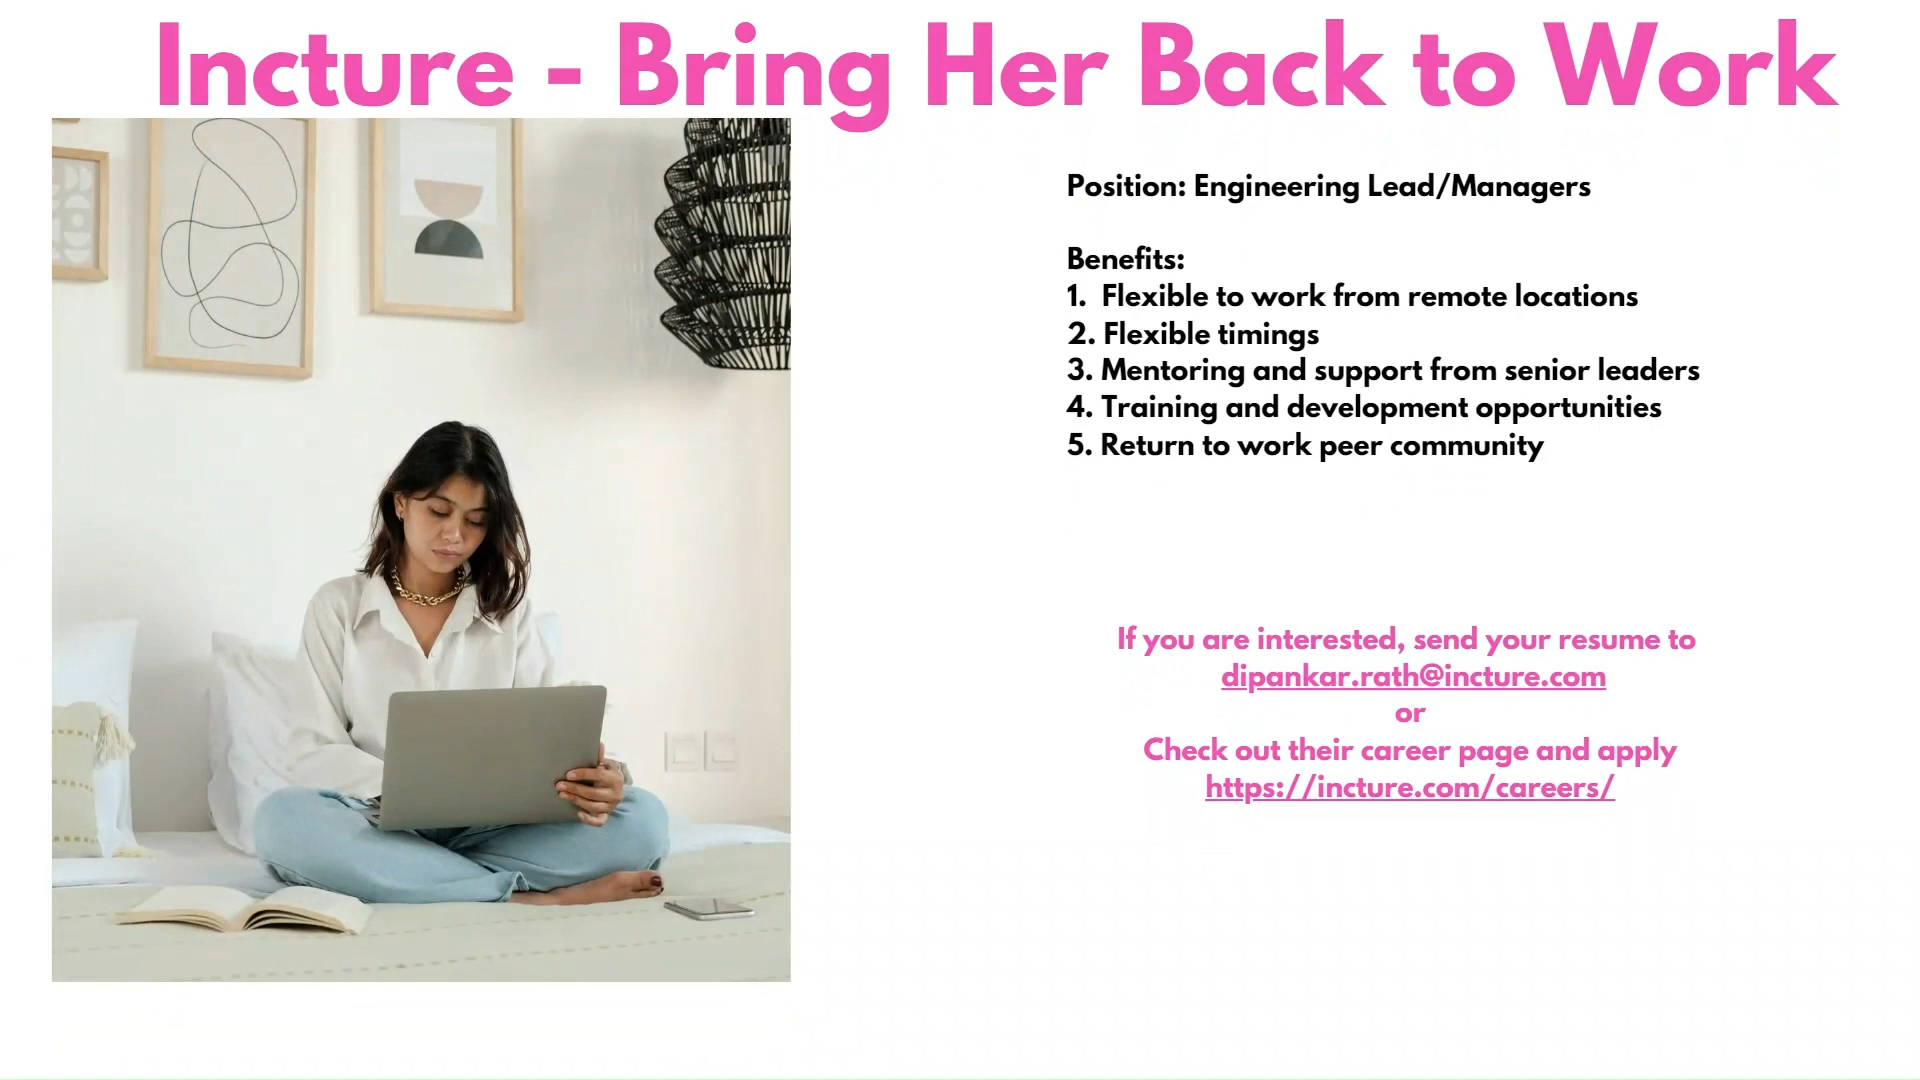 Incture - Bring Her Back to Work
Position: Engineering Lead/Managers
Benefits:
1. Flexible to work from remote locations
2. Flexible timings
3. Mentoring and support from senior leaders
4. Training and development opportunities
5. Return to work peer community
If you are interested, send your resume to
dipankar.rath@incture.com
or
Check out their career page and apply
https://incture.com/careers/